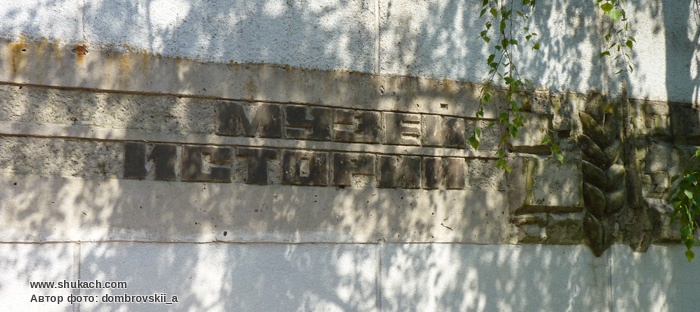 МУЗЕЙ
ИСТОРИИ
www.shukach.com
Автор фото: dombrovskii_a